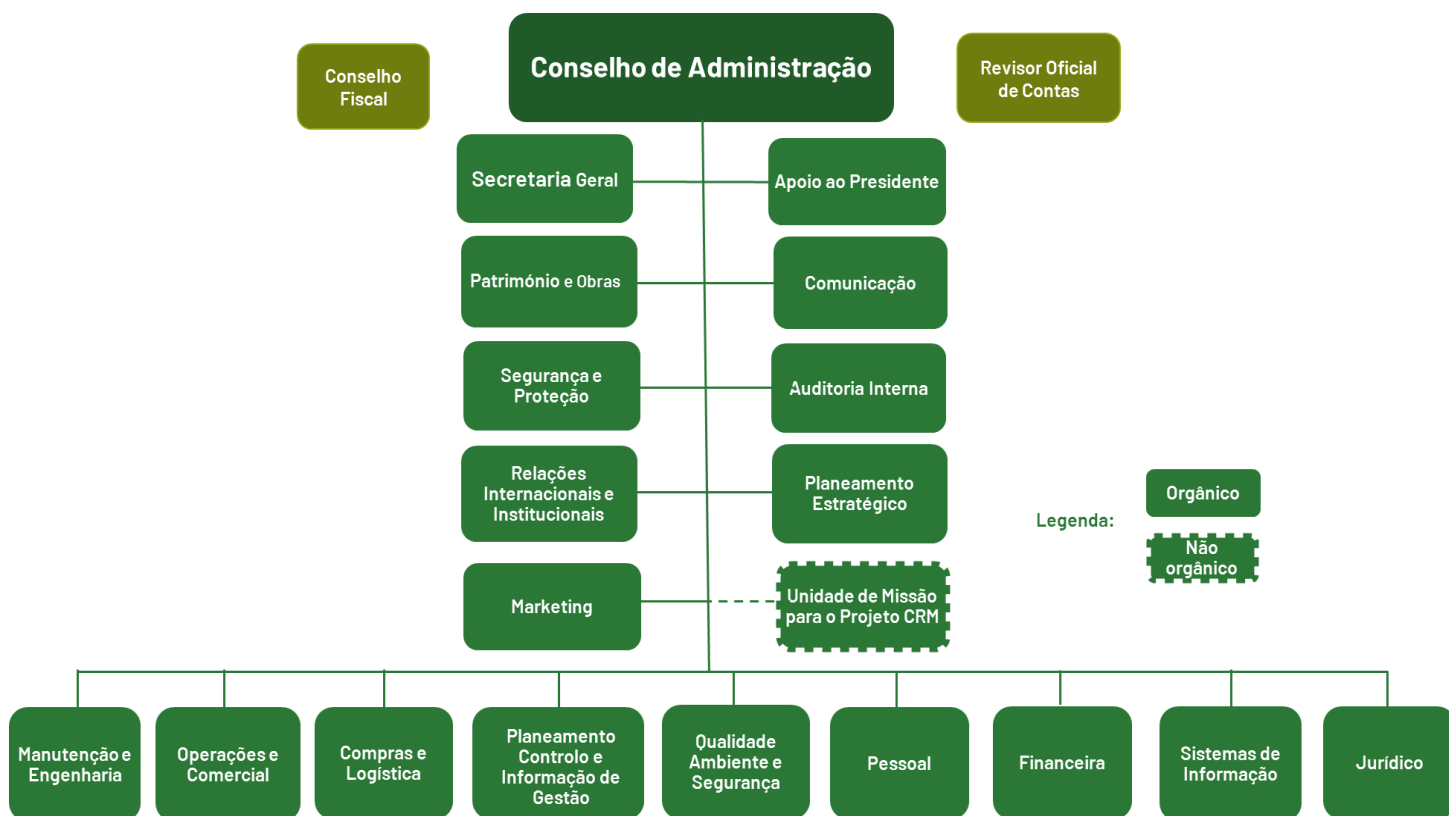 Conselho de Administração
Conselho
Fiscal
Revisor Oficial
de Contas
Secretaria Geral
Apoio ao Presidente
Património e Obras
Comunicação
Segurança e
Proteção
Auditoria Interna
Relações
Internacionais e
Institucionais
Planeamento
Estratégico
Marketing
Unidade de Missão
para o Projeto CRM
Legenda:
Orgânico
Não
orgânico
Manutenção e
Engenharia
Operações e
Comercial
Compras e
Logística
Planeamento
Controlo e
Informação de
Gestão
Qualidade
Ambiente e
Segurança
Pessoal
Financeira
Sistemas de
Informação
Jurídico